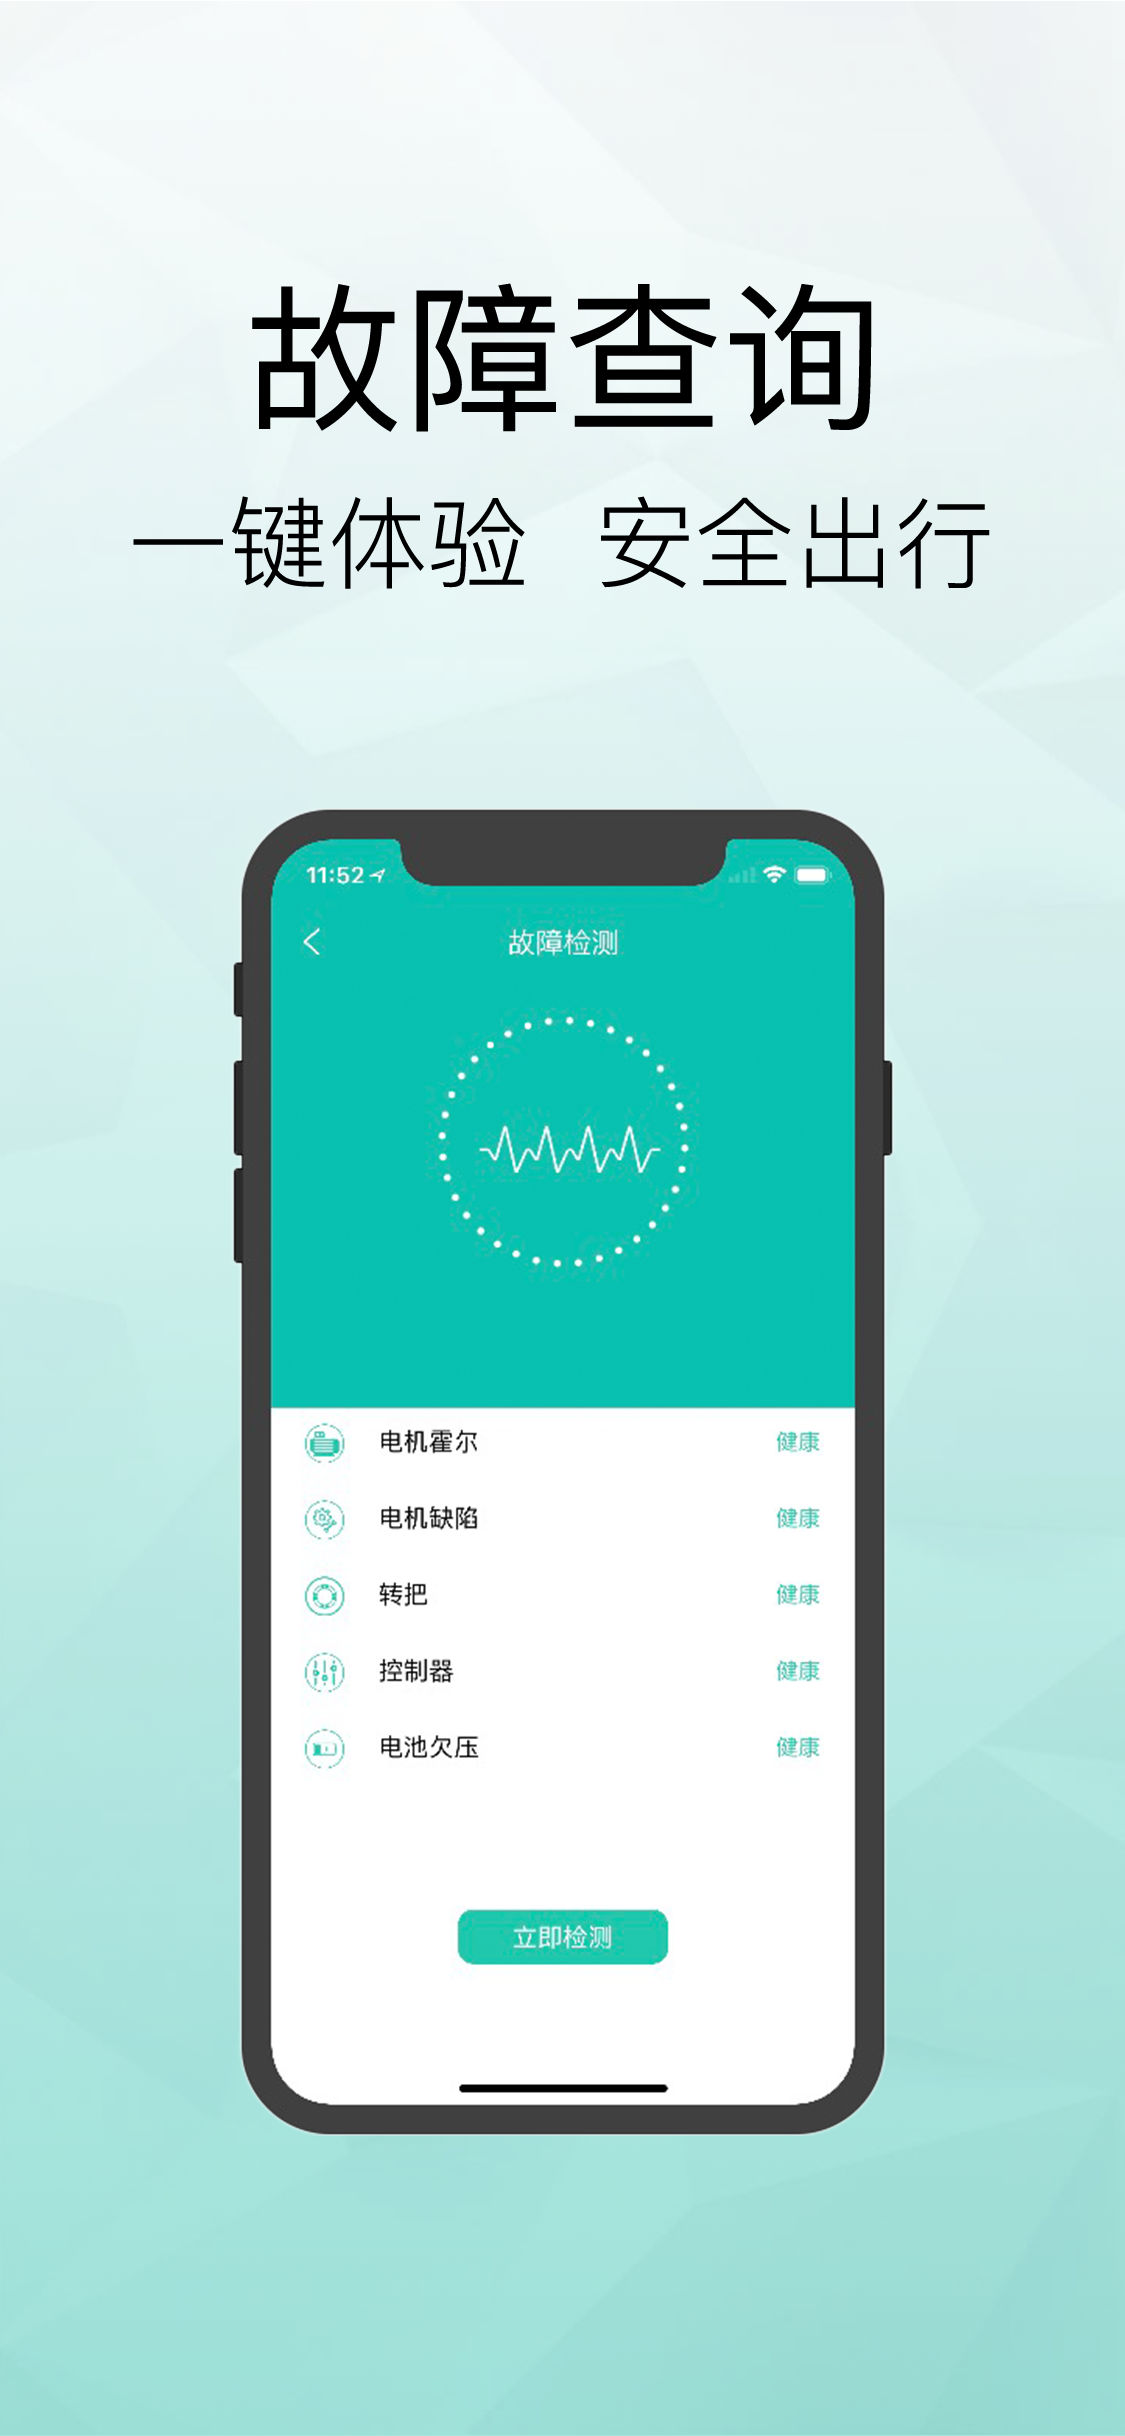 故障查询
一键体验 安全出行
11:52
故障检测
电机霍尔 健康
电机缺陷 健康
转把 健康
控制器 健康
电池欠压 健康
立即检测